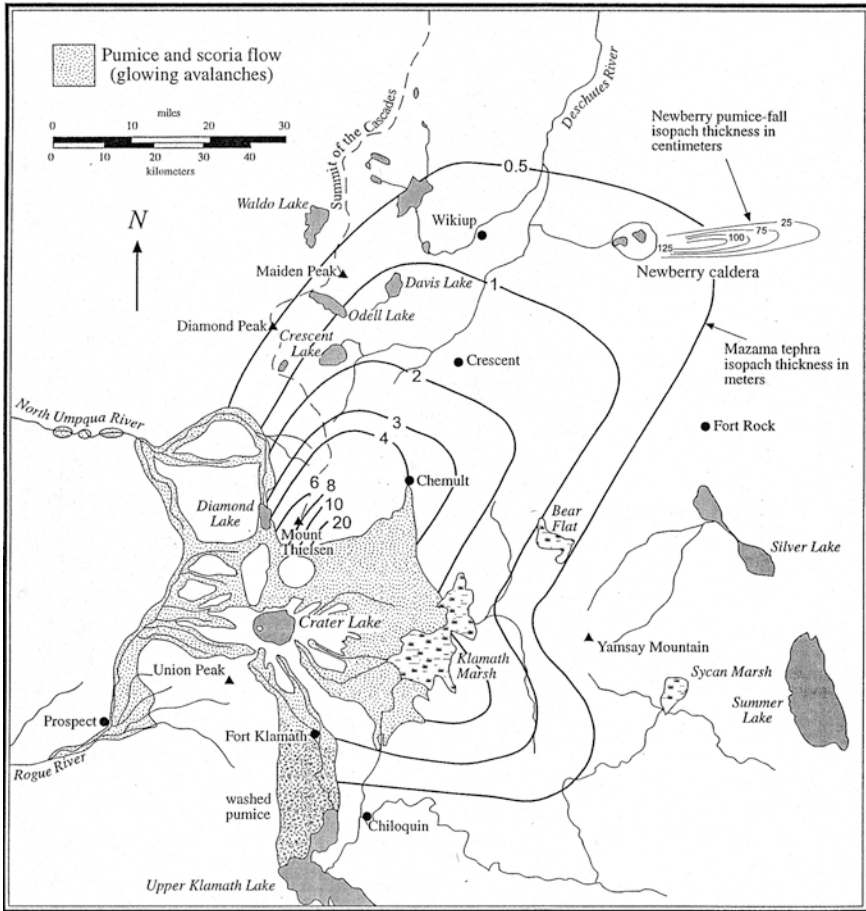 Pumice and scoria flow
(glowing avalanches)
miles
0 10 20 30
0 10 20 30 40
kilometers
N
Summit of the Cascades
Deschutes River
Newberry pumice-fall
isopach thickness in
centimeters
0.5
Waldo Lake
Wikiup
25
75
100
125
Newberry caldera
Maiden Peak
Davis Lake
1
Odell Lake
Diamond Peak
Crescent
Lake
Crescent
Mazama tephra
isopach thickness in
meters
2
North Umpqua River
3
4
Fort Rock
6 8
10
20
Chemult
Diamond
Lake
Mount
Thielsen
Bear
Flat
Silver Lake
Crater Lake
Klamath
Marsh
Yamsay Mountain
Union Peak
Sycan Marsh
Summer
Lake
Prospect
Fort Klamath
Rogue River
washed
pumice
Chiloquin
Upper Klamath Lake